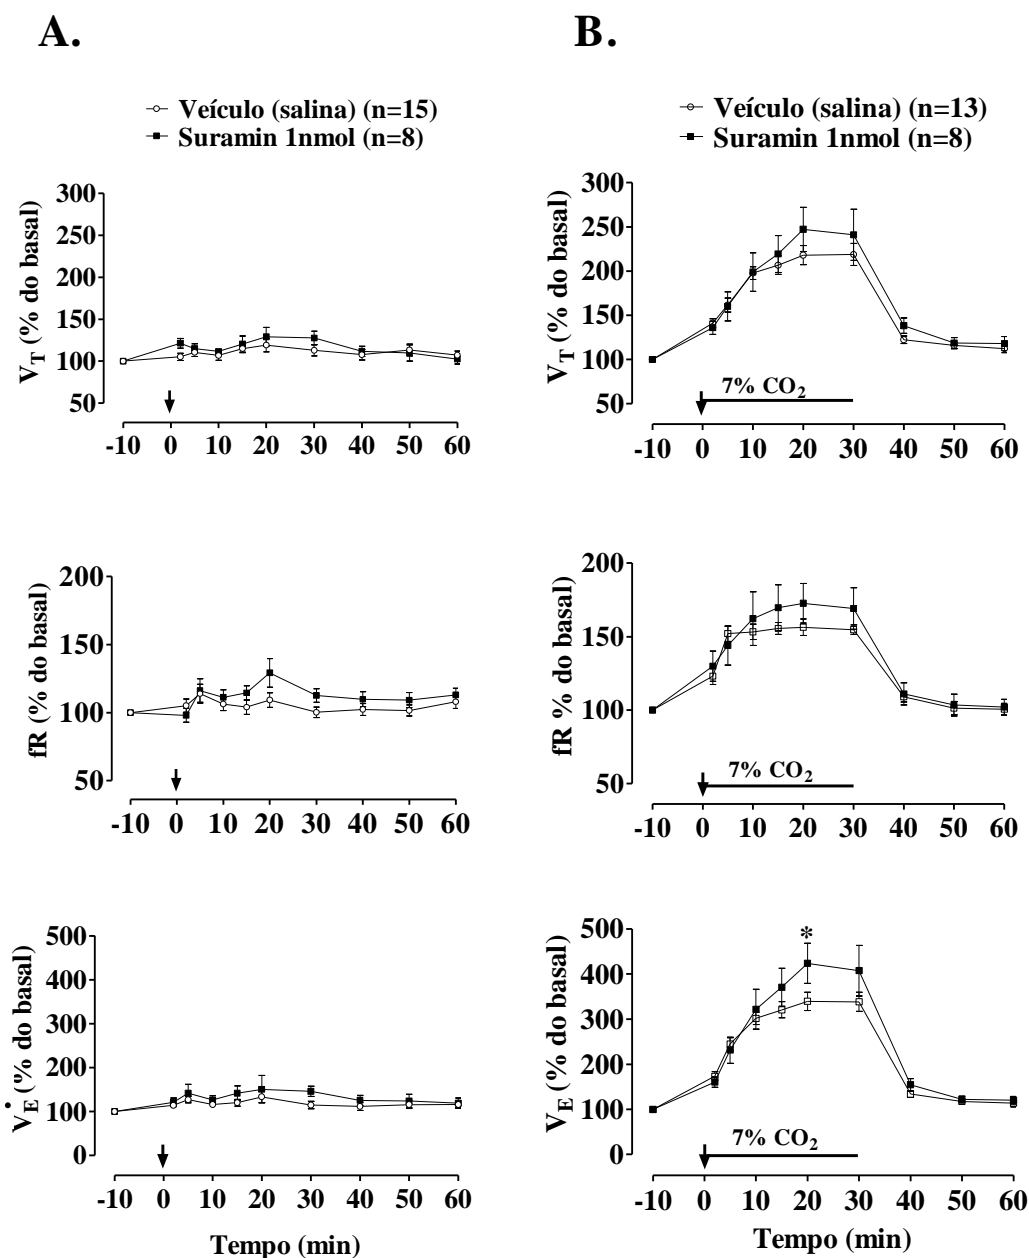 A.
Veículo (salina) (n=15)
Suramin 1nmol (n=8)
V_T (% do basal)
300
250
200
150
100
50
-10 0 10 20 30 40 50 60
fR (% do basal)
200
150
100
50
-10 0 10 20 30 40 50 60
V̇_E (% do basal)
500
400
300
200
100
0
-10 0 10 20 30 40 50 60
Tempo (min)
B.
Veículo (salina) (n=13)
Suramin 1nmol (n=8)
V_T (% do basal)
300
250
200
150
100
50
7% CO₂
-10 0 10 20 30 40 50 60
fR % do basal)
200
150
100
50
7% CO₂
-10 0 10 20 30 40 50 60
V_E (% do basal)
500
400
300
200
100
0
*
7% CO₂
-10 0 10 20 30 40 50 60
Tempo (min)